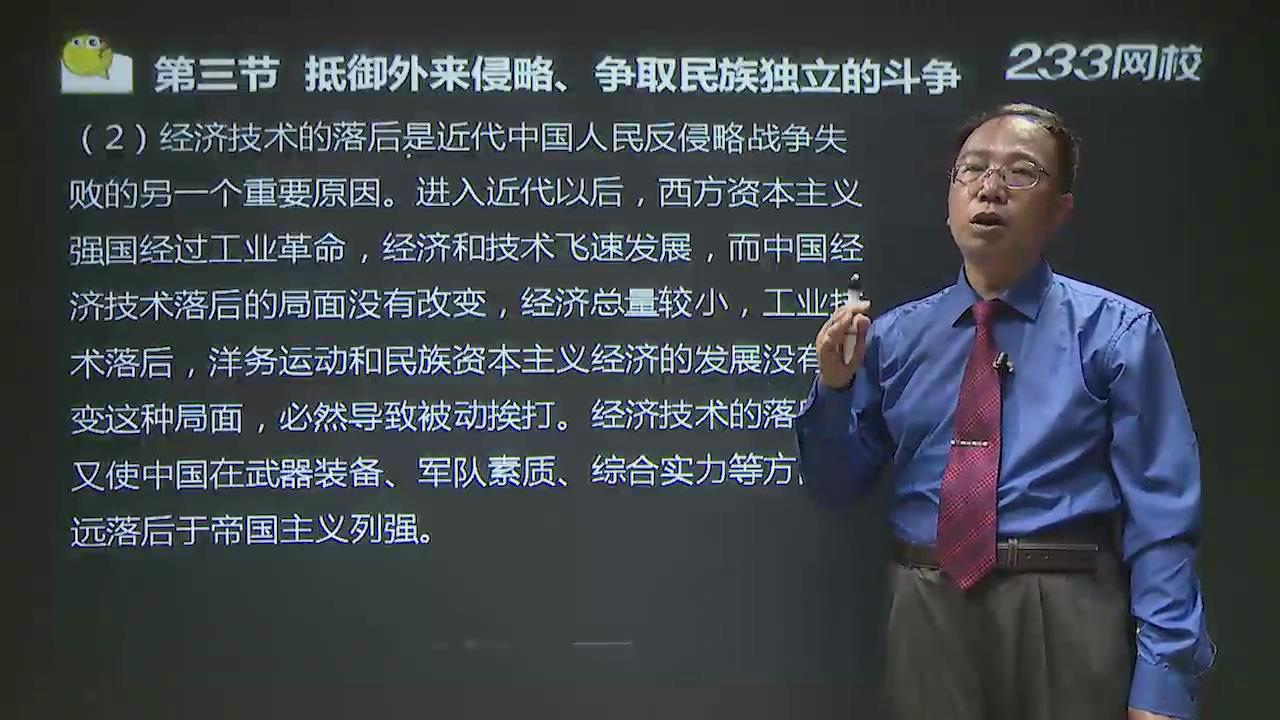 第三节 抵御外来侵略、争取民族独立的斗争
233网校
（2）经济技术的落后是近代中国人民反侵略战争失
败的另一个重要原因。进入近代以后，西方资本主义
强国经过工业革命，经济和技术飞速发展，而中国经
济技术落后的局面没有改变，经济总量较小，工业技
术落后，洋务运动和民族资本主义经济的发展没有
变这种局面，必然导致被动挨打。经济技术的落
又使中国在武器装备、军队素质、综合实力等方
远落后于帝国主义列强。